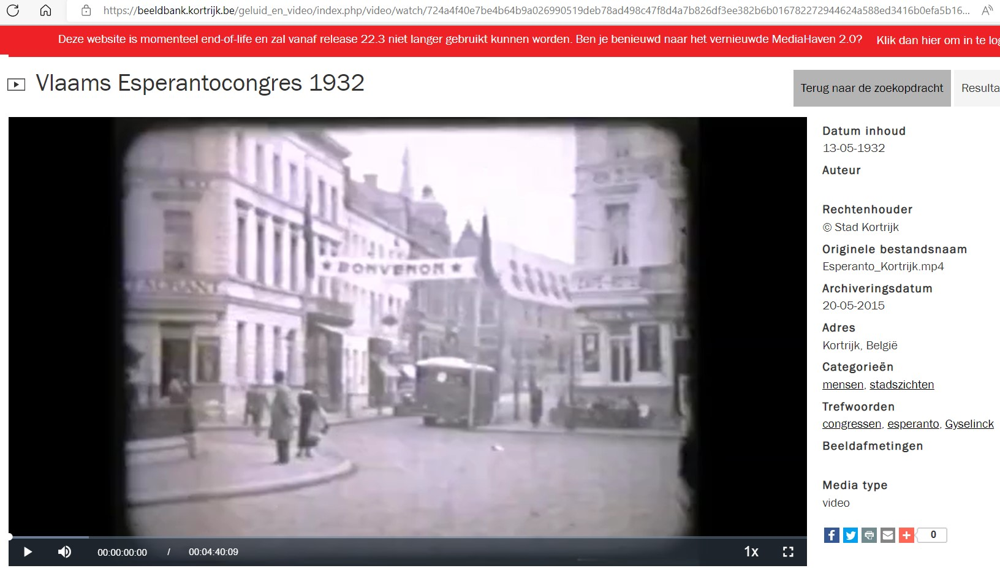 https://beeldbank.kortrijk.be/geluid_en_video/index.php/video/watch/724a4f40e7be4b64b9a026990519deb78ad498c47f8d4a7b826df3ee382b6b016782272944624a588ed3416b0efa5b16...
Deze website is momenteel end-of-life en zal vanaf release 22.3 niet langer gebruikt kunnen worden. Ben je benieuwd naar het vernieuwde MediaHaven 2.0? Klik dan hier om in te log
Vlaams Esperantocongres 1932
Terug naar de zoekopdracht
Resulta
★ BONVENON ★
Datum inhoud
13-05-1932
Auteur
Rechtenhouder
© Stad Kortrijk
Originele bestandsnaam
Esperanto_Kortrijk.mp4
Archiveringsdatum
20-05-2015
Adres
Kortrijk, België
Categorieën
mensen, stadszichten
Trefwoorden
congressen, esperanto, Gyselinck
Beeldafmetingen
Media type
video
0
00:00:00:00 / 00:04:40:09
1x